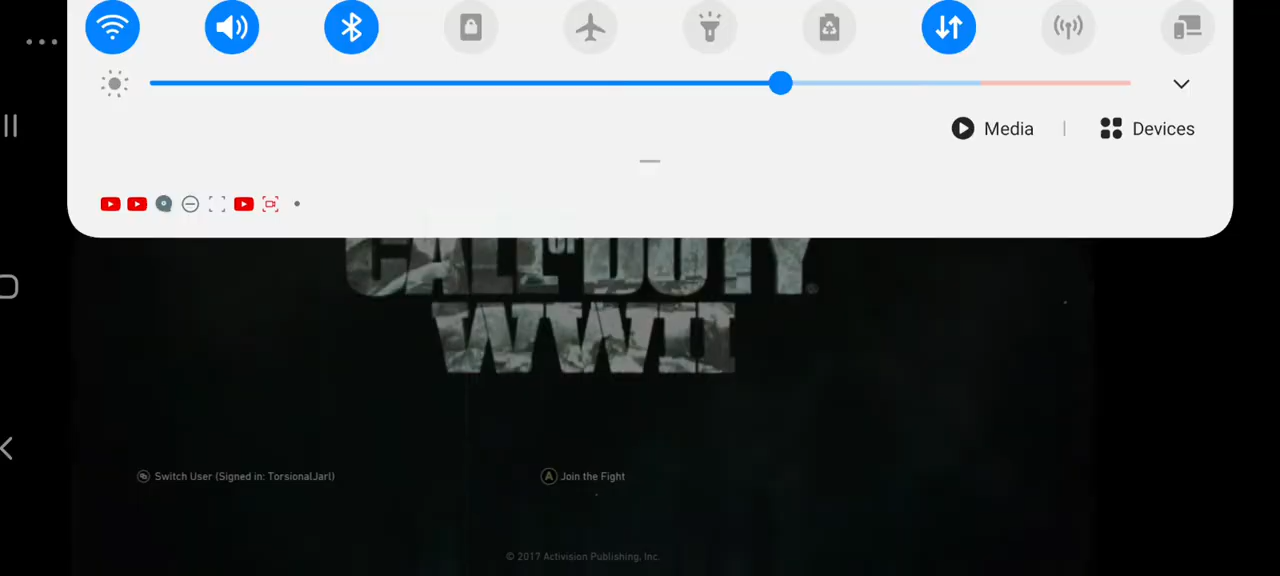 Media | Devices
CALL OF DUTY®
WWII
Switch User (Signed in: TorsionalJarl)
A Join the Fight
© 2017 Activision Publishing, Inc.